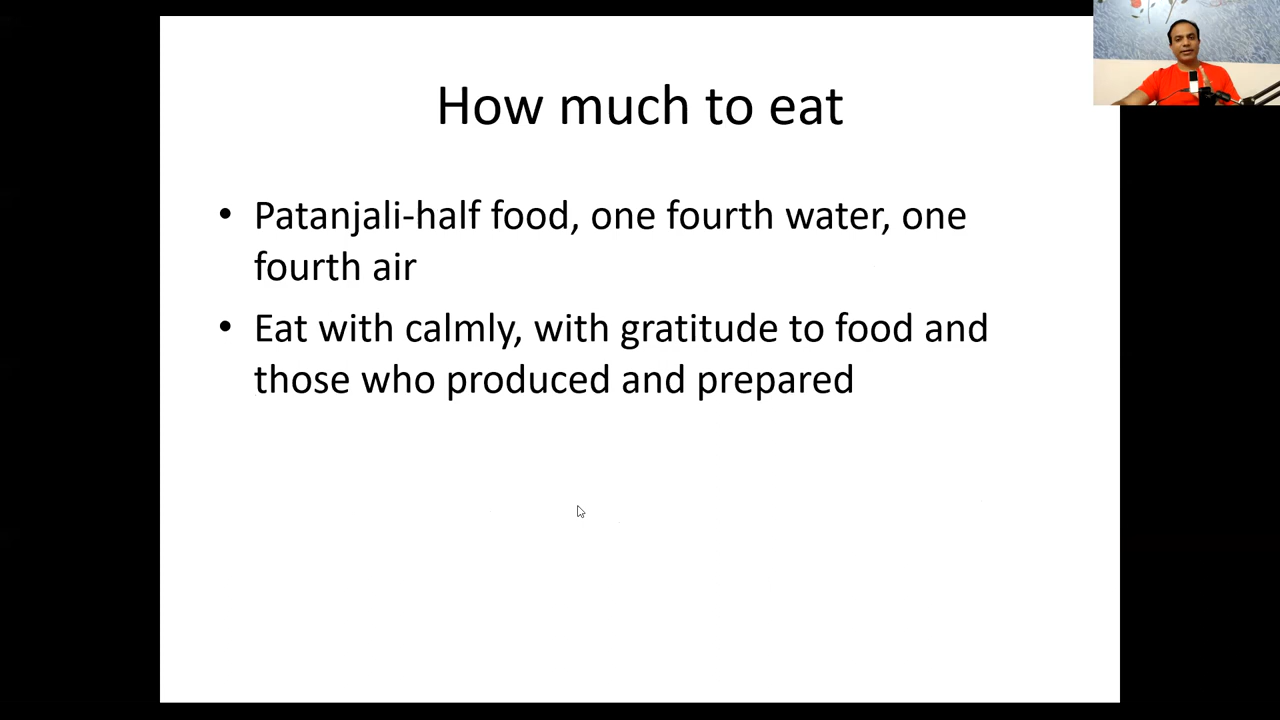 How much to eat
• Patanjali-half food, one fourth water, one
fourth air
• Eat with calmly, with gratitude to food and
those who produced and prepared